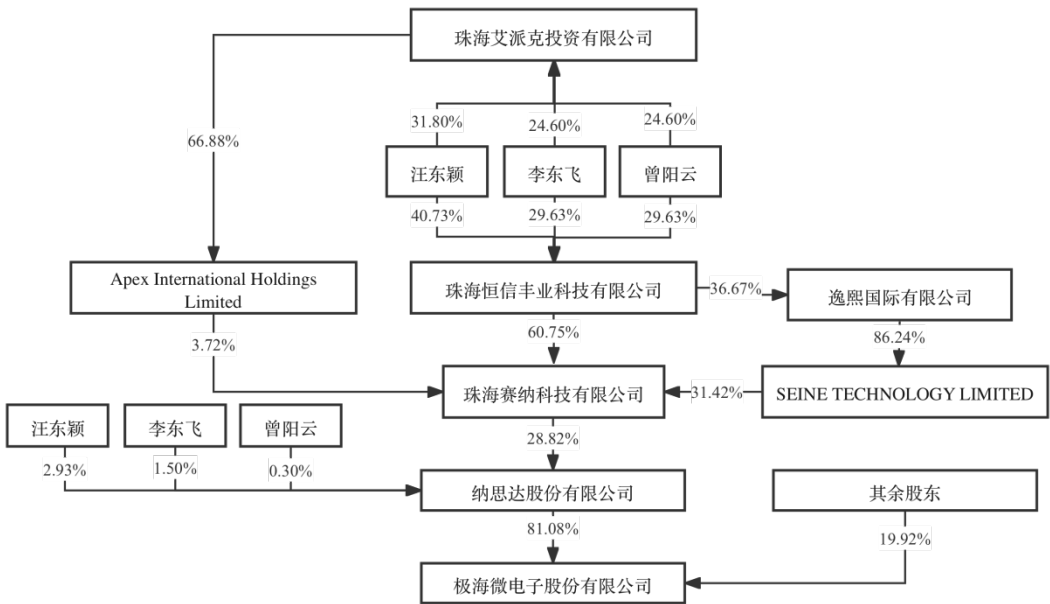 珠海艾派克投资有限公司
31.80%
24.60%
24.60%
66.88%
汪东颖
李东飞
曾阳云
40.73%
29.63%
29.63%
Apex International Holdings
Limited
珠海恒信丰业科技有限公司
36.67%
逸熙国际有限公司
3.72%
60.75%
86.24%
珠海赛纳科技有限公司
31.42%
SEINE TECHNOLOGY LIMITED
汪东颖
李东飞
曾阳云
28.82%
2.93%
1.50%
0.30%
纳思达股份有限公司
其余股东
81.08%
19.92%
极海微电子股份有限公司